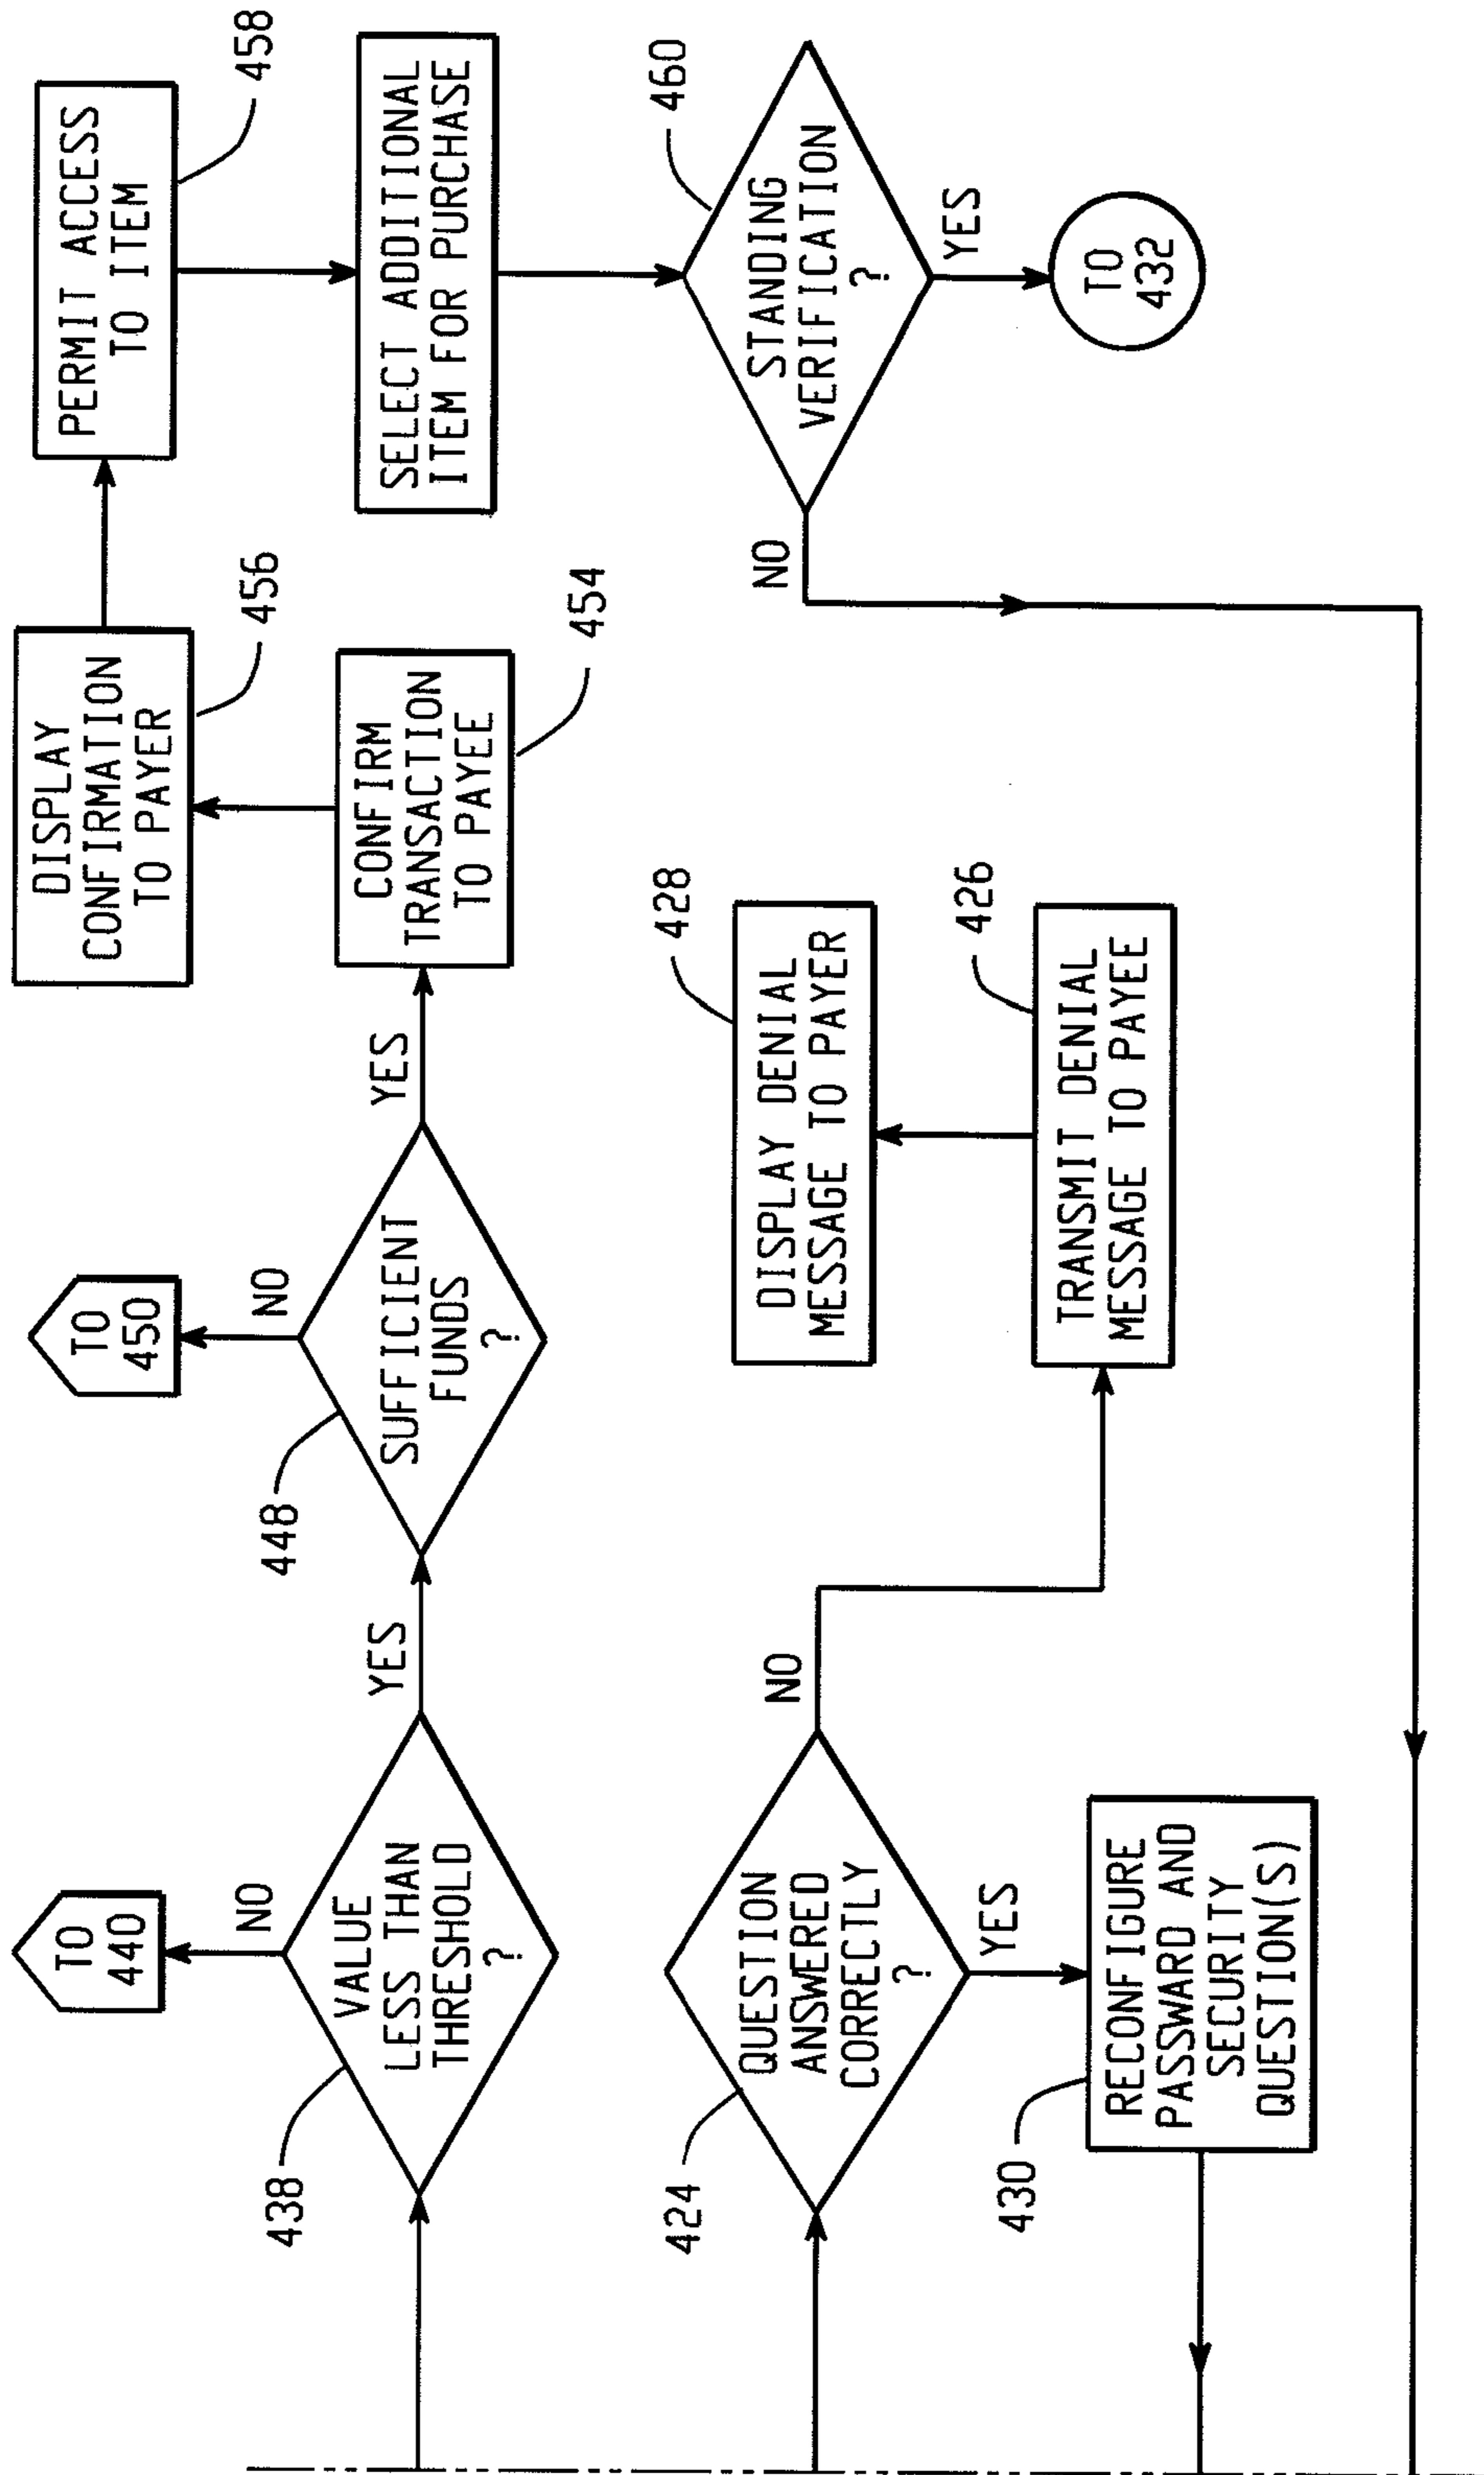 TO
440
NO
438
VALUE
LESS THAN
THRESHOLD
?
YES
TO
450
NO
448
SUFFICIENT
FUNDS
?
YES
DISPLAY
CONFIRMATION
TO PAYER
456
CONFIRM
TRANSACTION
TO PAYEE
454
PERMIT ACCESS
TO ITEM
458
SELECT ADDITIONAL
ITEM FOR PURCHASE
460
STANDING
VERIFICATION
?
NO
YES
TO
432
424
QUESTION
ANSWERED
CORRECTLY
?
NO
YES
430
RECONFIGURE
PASSWARD AND
SECURITY
QUESTION(S)
428
DISPLAY DENIAL
MESSAGE TO PAYER
426
TRANSMIT DENIAL
MESSAGE TO PAYEE